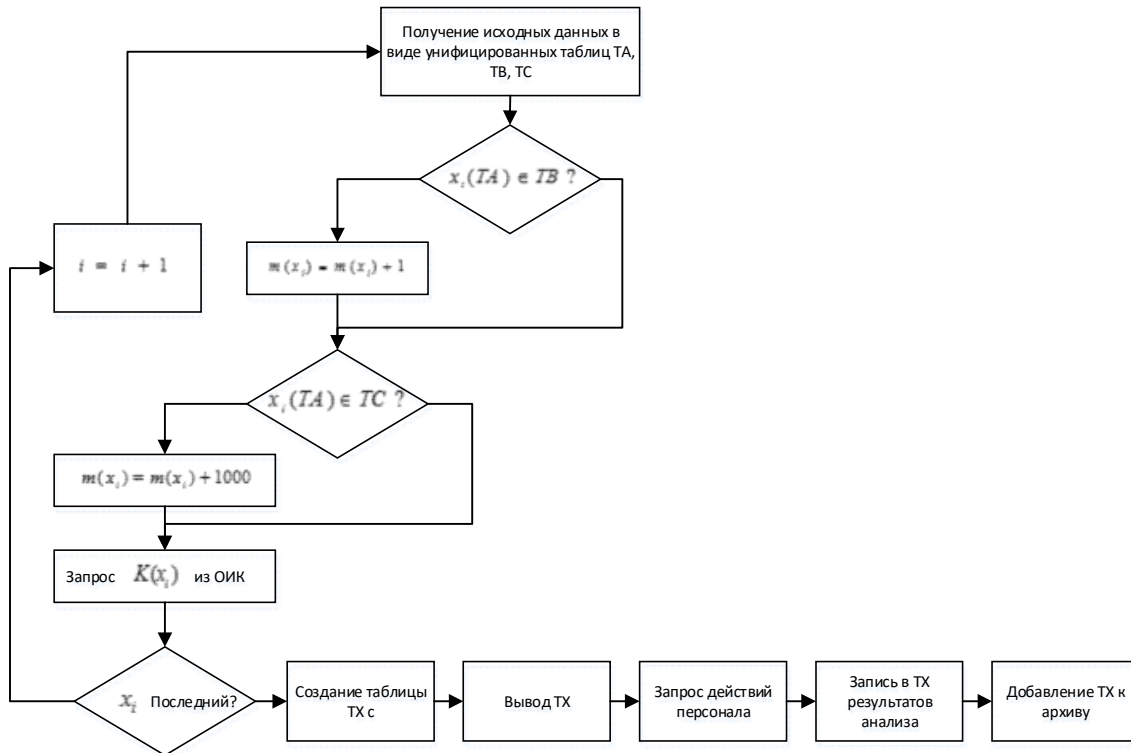 Получение исходных данных в
виде унифицированных таблиц ТА,
ТВ, ТС
x_i(TA) ∈ TB ?
i = i + 1
m(x_i) = m(x_i) + 1
x_i(TA) ∈ TC ?
m(x_i) = m(x_i) + 1000
Запрос K(x_i) из ОИК
x_i Последний?
Создание таблицы
ТХ с
Вывод ТХ
Запрос действий
персонала
Запись в ТХ
результатов
анализа
Добавление ТХ к
архиву